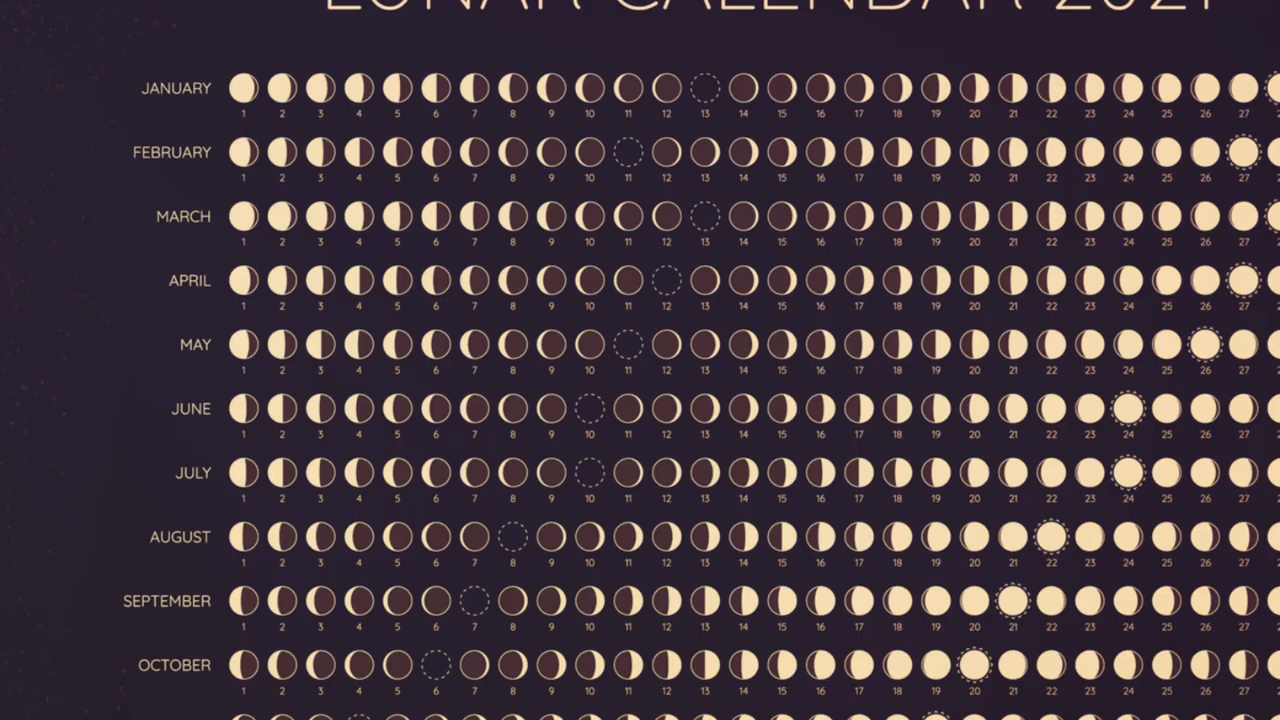 LUNAR CALENDAR 2021
JANUARY
1 2 3 4 5 6 7 8 9 10 11 12 13 14 15 16 17 18 19 20 21 22 23 24 25 26 27
FEBRUARY
1 2 3 4 5 6 7 8 9 10 11 12 13 14 15 16 17 18 19 20 21 22 23 24 25 26 27
MARCH
1 2 3 4 5 6 7 8 9 10 11 12 13 14 15 16 17 18 19 20 21 22 23 24 25 26 27
APRIL
1 2 3 4 5 6 7 8 9 10 11 12 13 14 15 16 17 18 19 20 21 22 23 24 25 26 27
MAY
1 2 3 4 5 6 7 8 9 10 11 12 13 14 15 16 17 18 19 20 21 22 23 24 25 26 27
JUNE
1 2 3 4 5 6 7 8 9 10 11 12 13 14 15 16 17 18 19 20 21 22 23 24 25 26 27
JULY
1 2 3 4 5 6 7 8 9 10 11 12 13 14 15 16 17 18 19 20 21 22 23 24 25 26 27
AUGUST
1 2 3 4 5 6 7 8 9 10 11 12 13 14 15 16 17 18 19 20 21 22 23 24 25 26 27
SEPTEMBER
1 2 3 4 5 6 7 8 9 10 11 12 13 14 15 16 17 18 19 20 21 22 23 24 25 26 27
OCTOBER
1 2 3 4 5 6 7 8 9 10 11 12 13 14 15 16 17 18 19 20 21 22 23 24 25 26 27